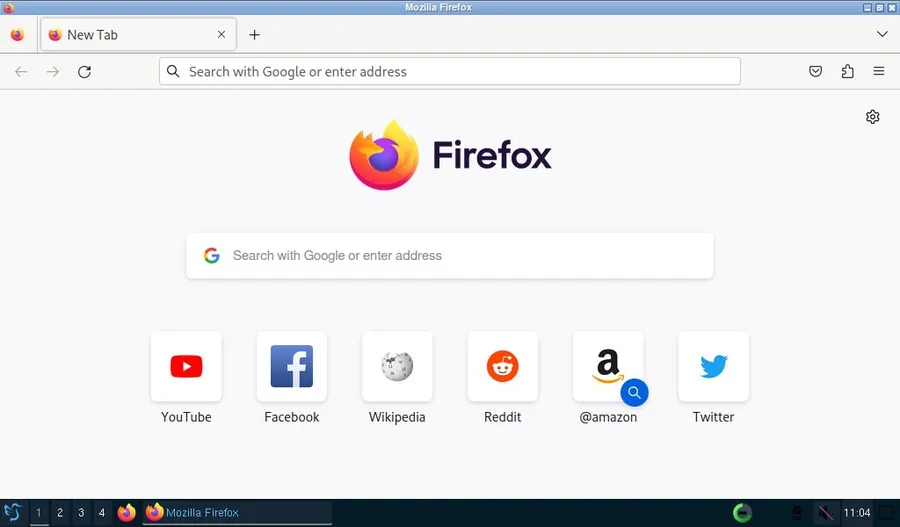 Mozilla Firefox
New Tab
Search with Google or enter address
Firefox
Search with Google or enter address
YouTube
Facebook
Wikipedia
Reddit
@amazon
Twitter
1 2 3 4 Mozilla Firefox 11:04